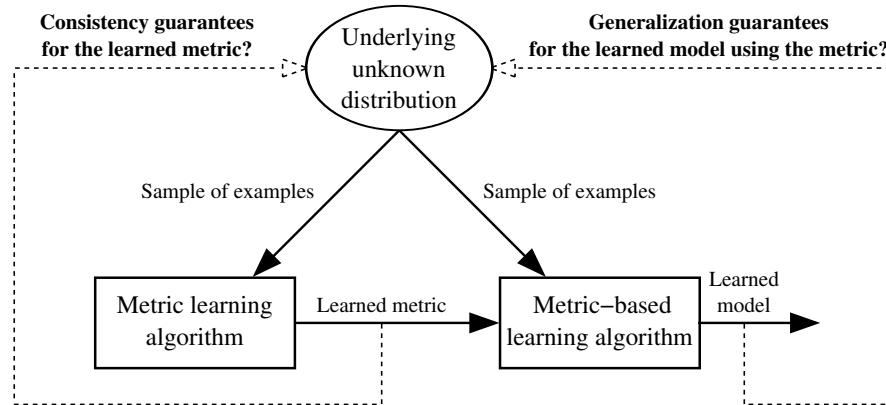 Consistency guarantees
for the learned metric?
Underlying
unknown
distribution
Generalization guarantees
for the learned model using the metric?
Sample of examples
Sample of examples
Metric learning
algorithm
Learned metric
Metric−based
learning algorithm
Learned
model